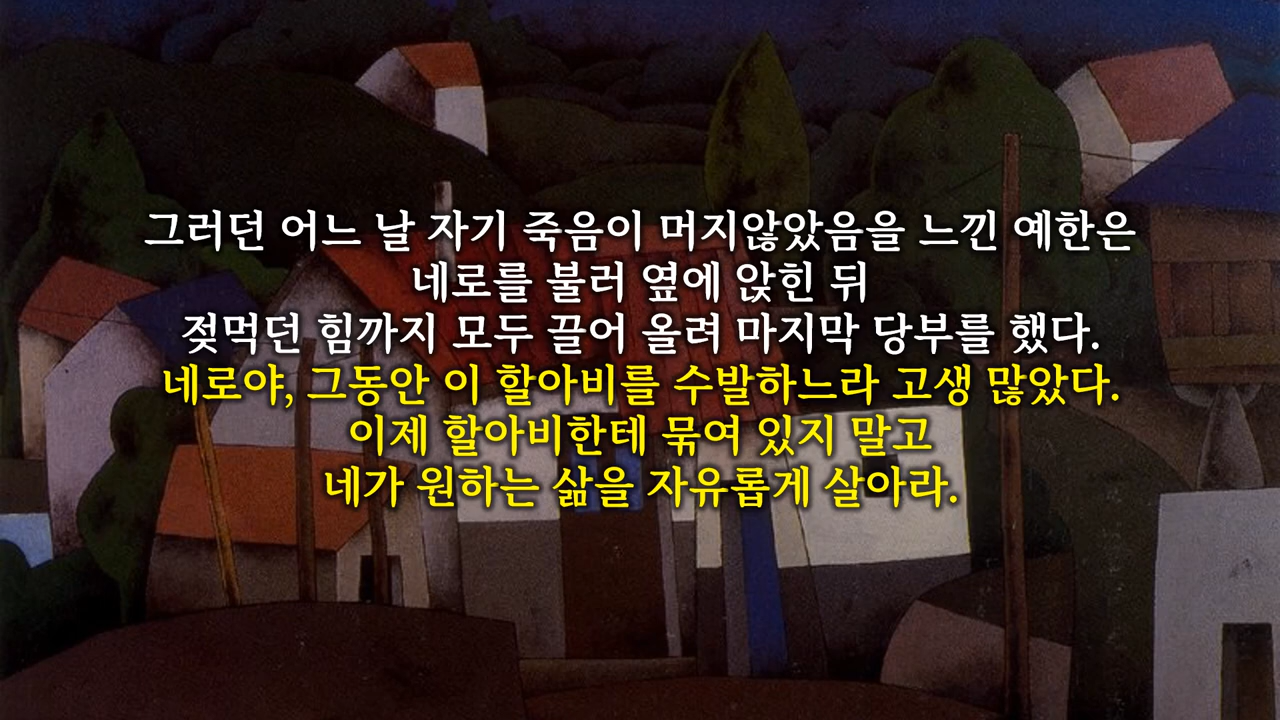 그러던 어느 날 자기 죽음이 머지않았음을 느낀 예한은
네로를 불러 옆에 앉힌 뒤
젖먹던 힘까지 모두 끌어 올려 마지막 당부를 했다.
네로야, 그동안 이 할아비를 수발하느라 고생 많았다.
이제 할아비한테 묶여 있지 말고
네가 원하는 삶을 자유롭게 살아라.